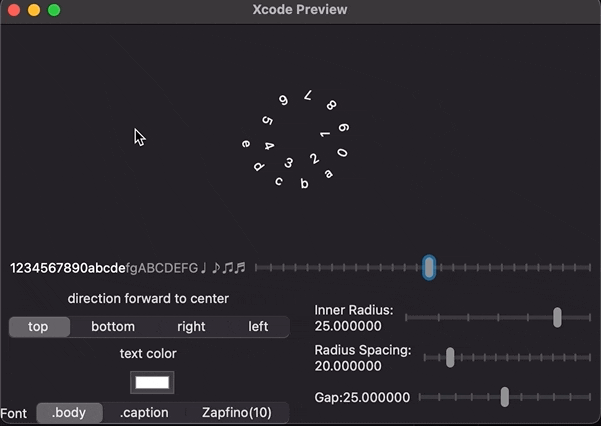 Xcode Preview
1 2 3 4 5 6 7 8 9 0 a b c d e
1234567890abcdefgABCDEFG♩♪♫♬
direction forward to center
top bottom right left
text color
Font .body .caption Zapfino(10)
Inner Radius:
25.000000
Radius Spacing:
20.000000
Gap:25.000000